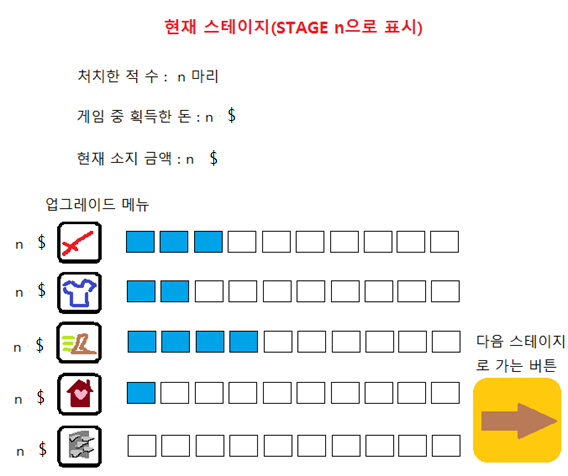 현재 스테이지(STAGE n으로 표시)
처치한 적 수 : n 마리
게임 중 획득한 돈 : n $
현재 소지 금액 : n $
업그레이드 메뉴
n $
n $
n $
n $
n $
다음 스테이지
로 가는 버튼